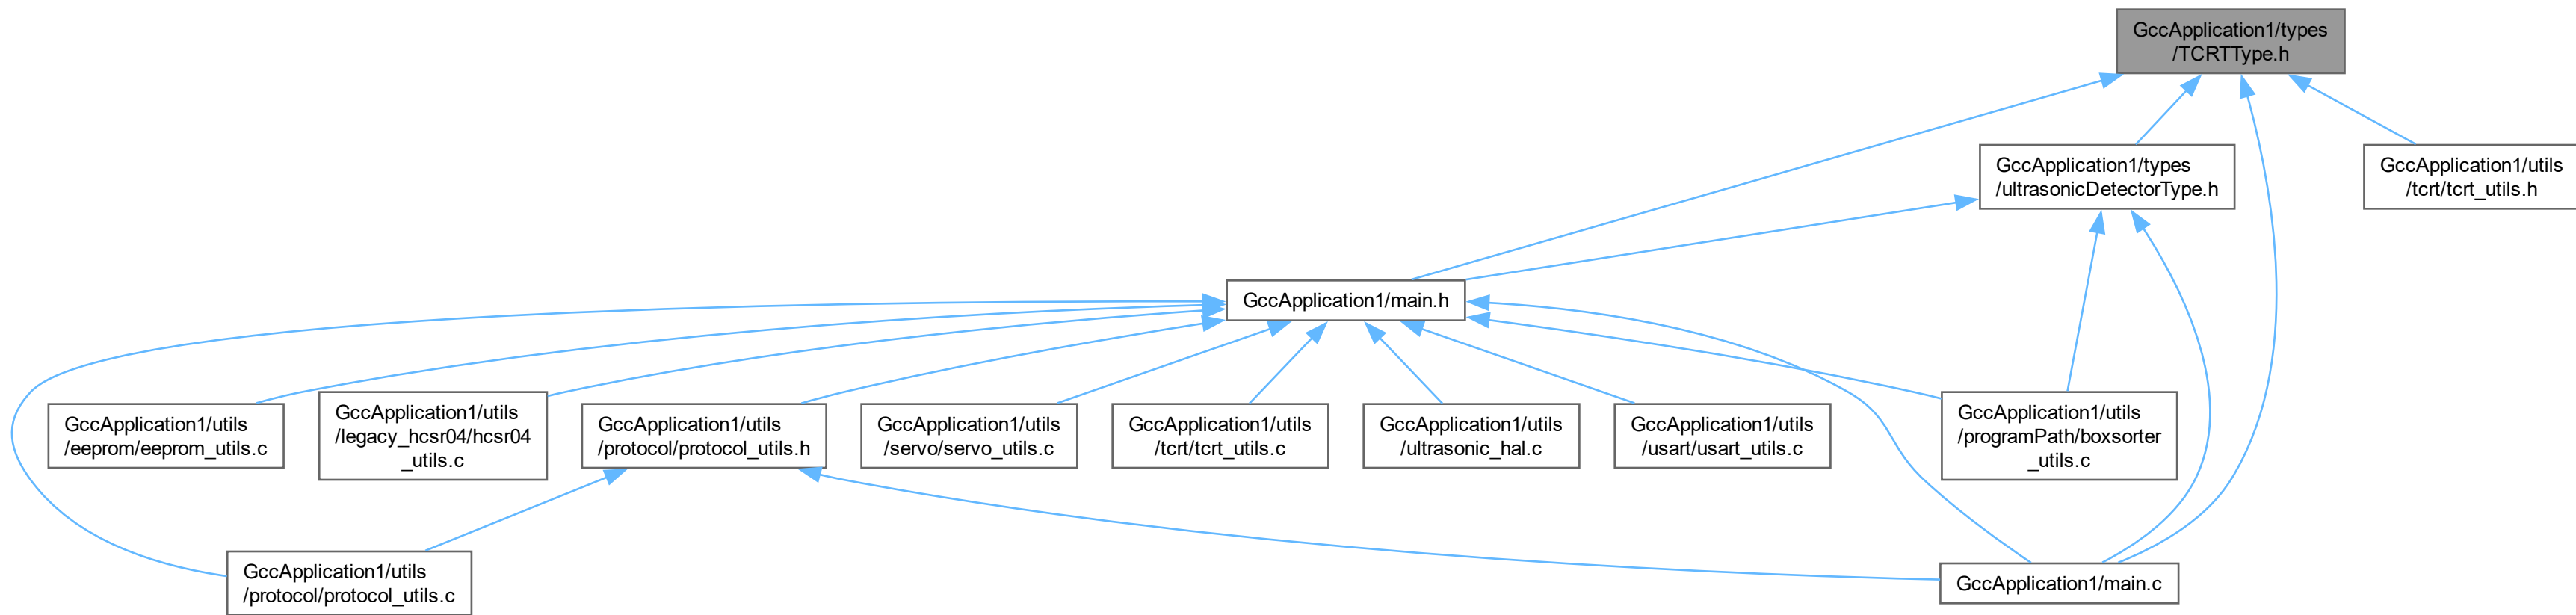 GccApplication1/types
/TCRTType.h
GccApplication1/types
/ultrasonicDetectorType.h
GccApplication1/utils
/tcrt/tcrt_utils.h
GccApplication1/main.h
GccApplication1/utils
/eeprom/eeprom_utils.c
GccApplication1/utils
/legacy_hcsr04/hcsr04
_utils.c
GccApplication1/utils
/protocol/protocol_utils.h
GccApplication1/utils
/servo/servo_utils.c
GccApplication1/utils
/tcrt/tcrt_utils.c
GccApplication1/utils
/ultrasonic_hal.c
GccApplication1/utils
/usart/usart_utils.c
GccApplication1/utils
/programPath/boxsorter
_utils.c
GccApplication1/utils
/protocol/protocol_utils.c
GccApplication1/main.c